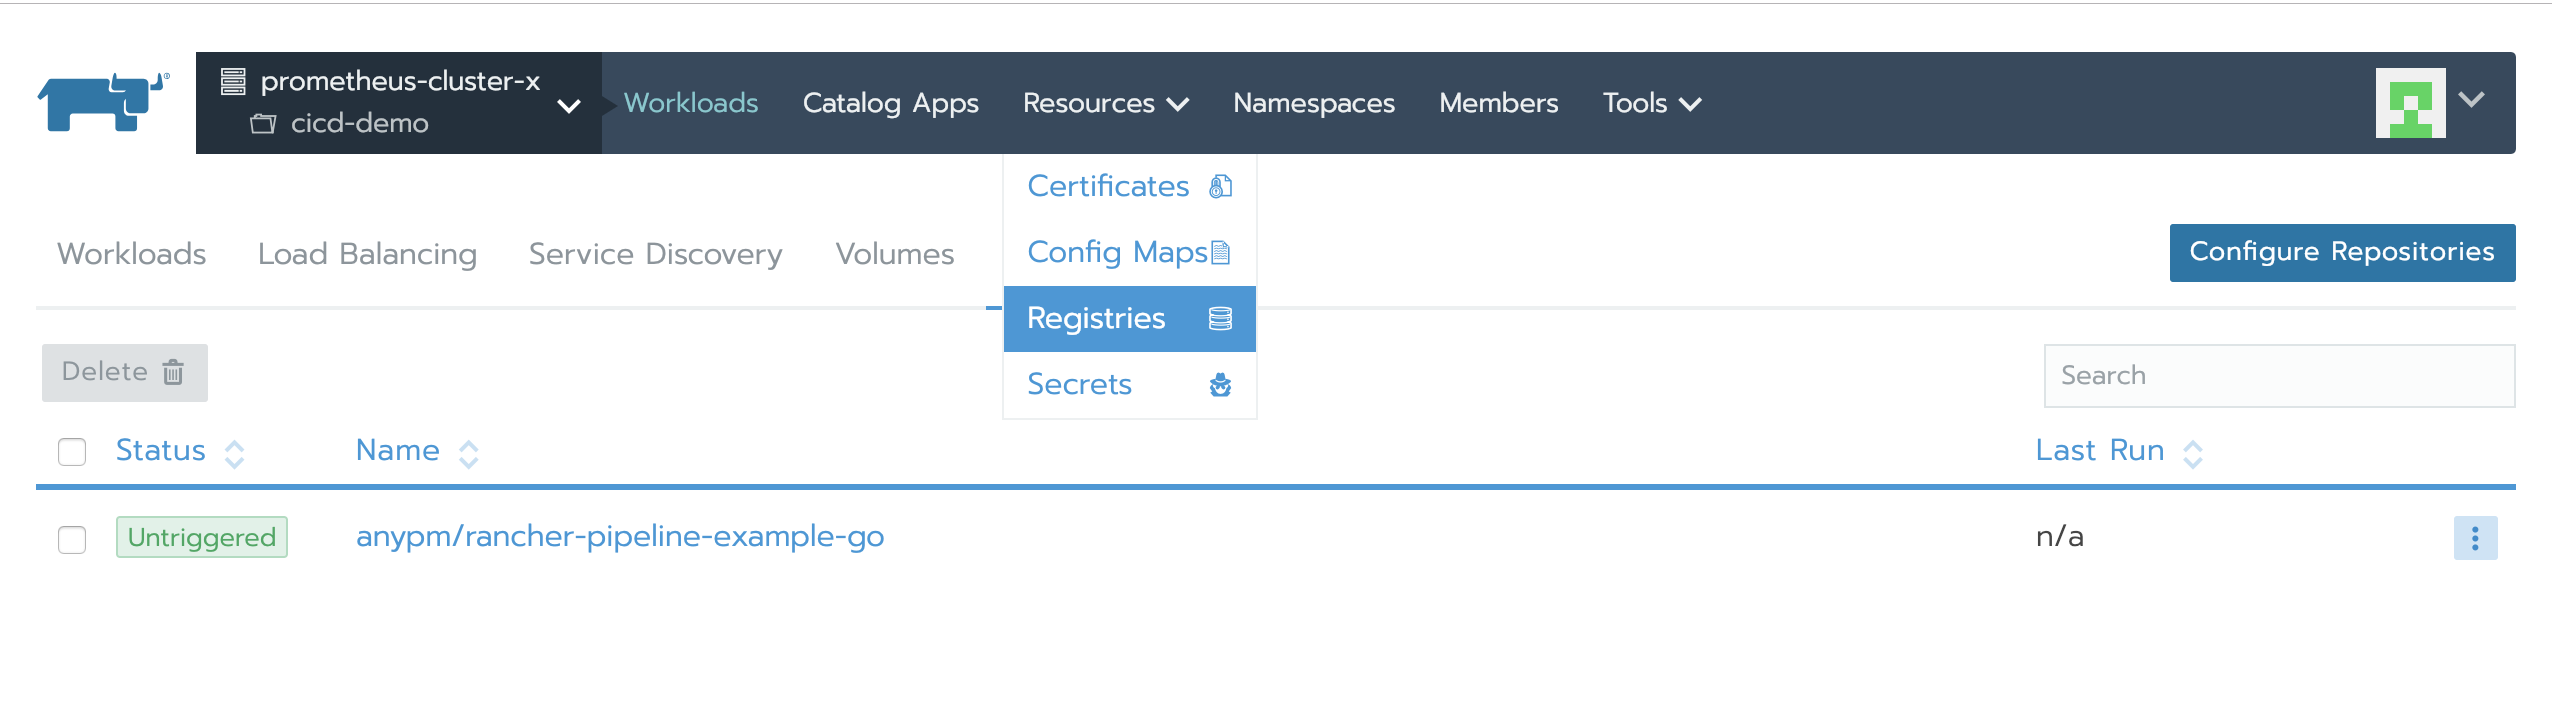 prometheus-cluster-x
cicd-demo
Workloads Catalog Apps Resources Namespaces Members Tools
Certificates
Config Maps
Registries
Secrets
Workloads Load Balancing Service Discovery Volumes
Configure Repositories
Delete
Search
Status Name Last Run
Untriggered anypm/rancher-pipeline-example-go n/a